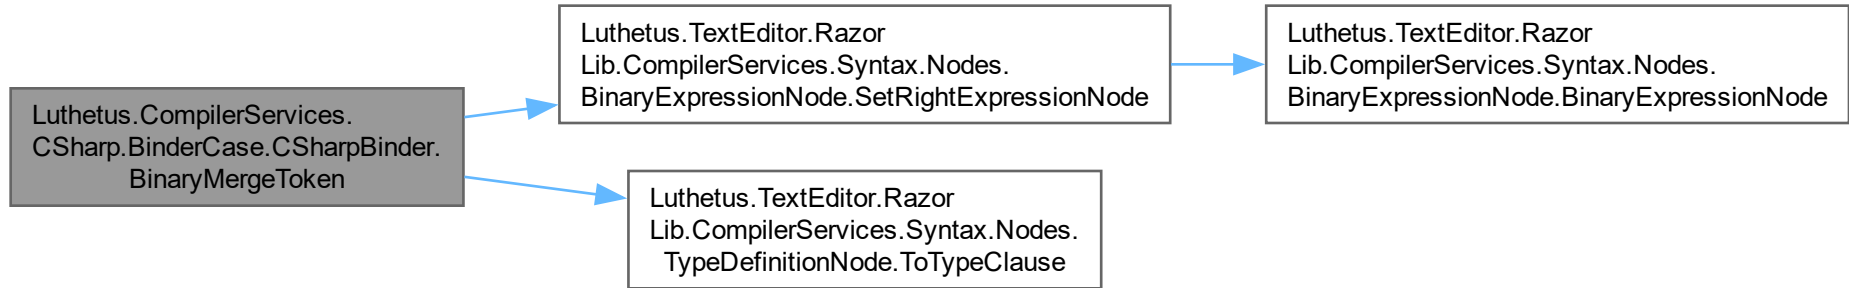 Luthetus.CompilerServices.
CSharp.BinderCase.CSharpBinder.
BinaryMergeToken
Luthetus.TextEditor.Razor
Lib.CompilerServices.Syntax.Nodes.
BinaryExpressionNode.SetRightExpressionNode
Luthetus.TextEditor.Razor
Lib.CompilerServices.Syntax.Nodes.
BinaryExpressionNode.BinaryExpressionNode
Luthetus.TextEditor.Razor
Lib.CompilerServices.Syntax.Nodes.
TypeDefinitionNode.ToTypeClause